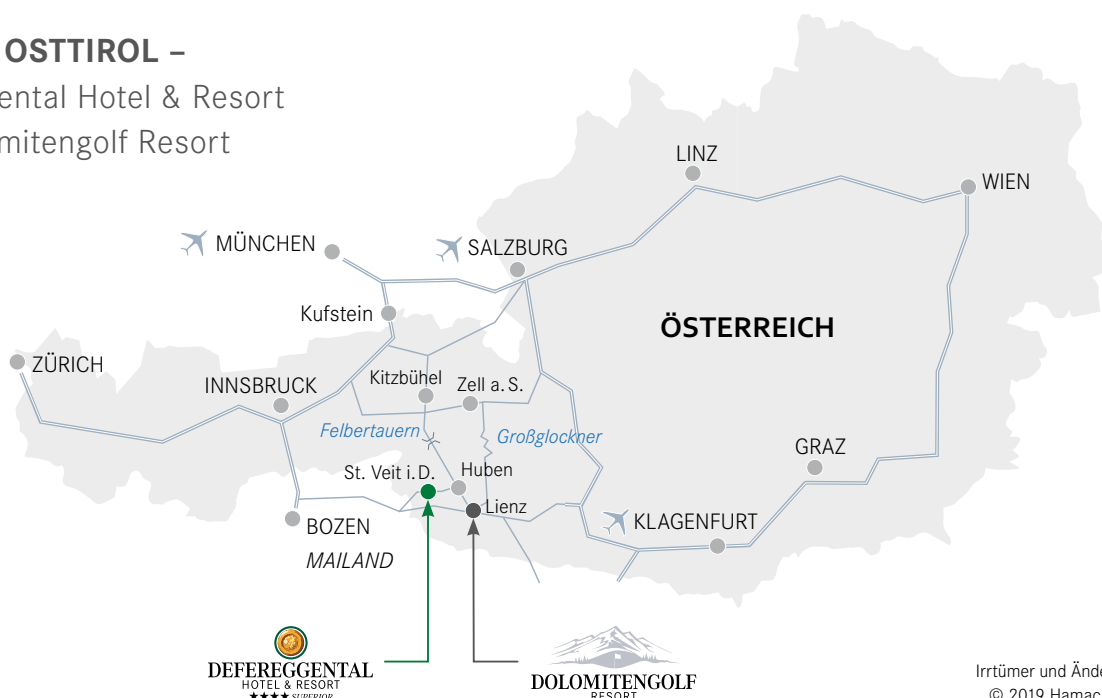 OSTTIROL –
ental Hotel & Resort
mitengolf Resort
LINZ
WIEN
MÜNCHEN
SALZBURG
Kufstein
ÖSTERREICH
ZÜRICH
INNSBRUCK
Kitzbühel
Zell a. S.
Felbertauern
Großglockner
GRAZ
St. Veit i. D.
Huben
Lienz
BOZEN
KLAGENFURT
MAILAND
DEFEREGGENTAL
HOTEL & RESORT
★★★★ SUPERIOR
DOLOMITENGOLF
RESORT
Irrtümer und Ände
© 2019 Hamac